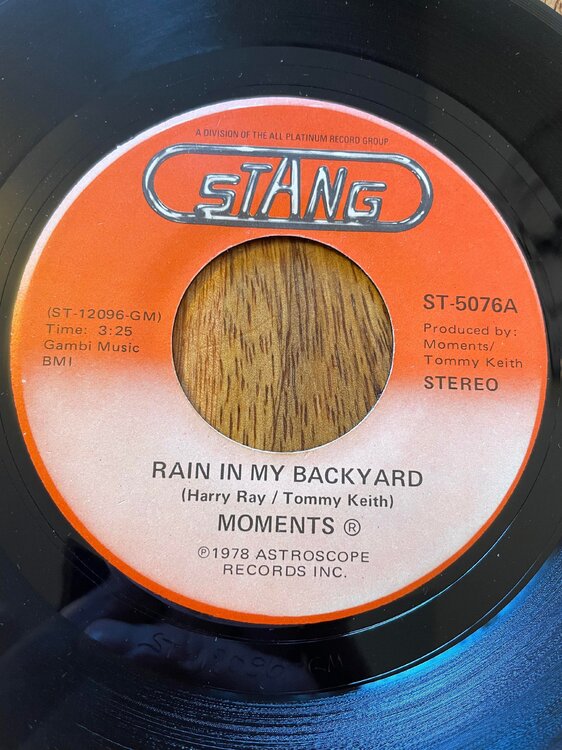 A DIVISION OF THE ALL PLATINUM RECORD GROUP
STANG
(ST-12096-GM)
Time: 3:25
Gambi Music
BMI
ST-5076A
Produced by:
Moments/
Tommy Keith
STEREO
RAIN IN MY BACKYARD
(Harry Ray / Tommy Keith)
MOMENTS ®
℗1978 ASTROSCOPE
RECORDS INC.